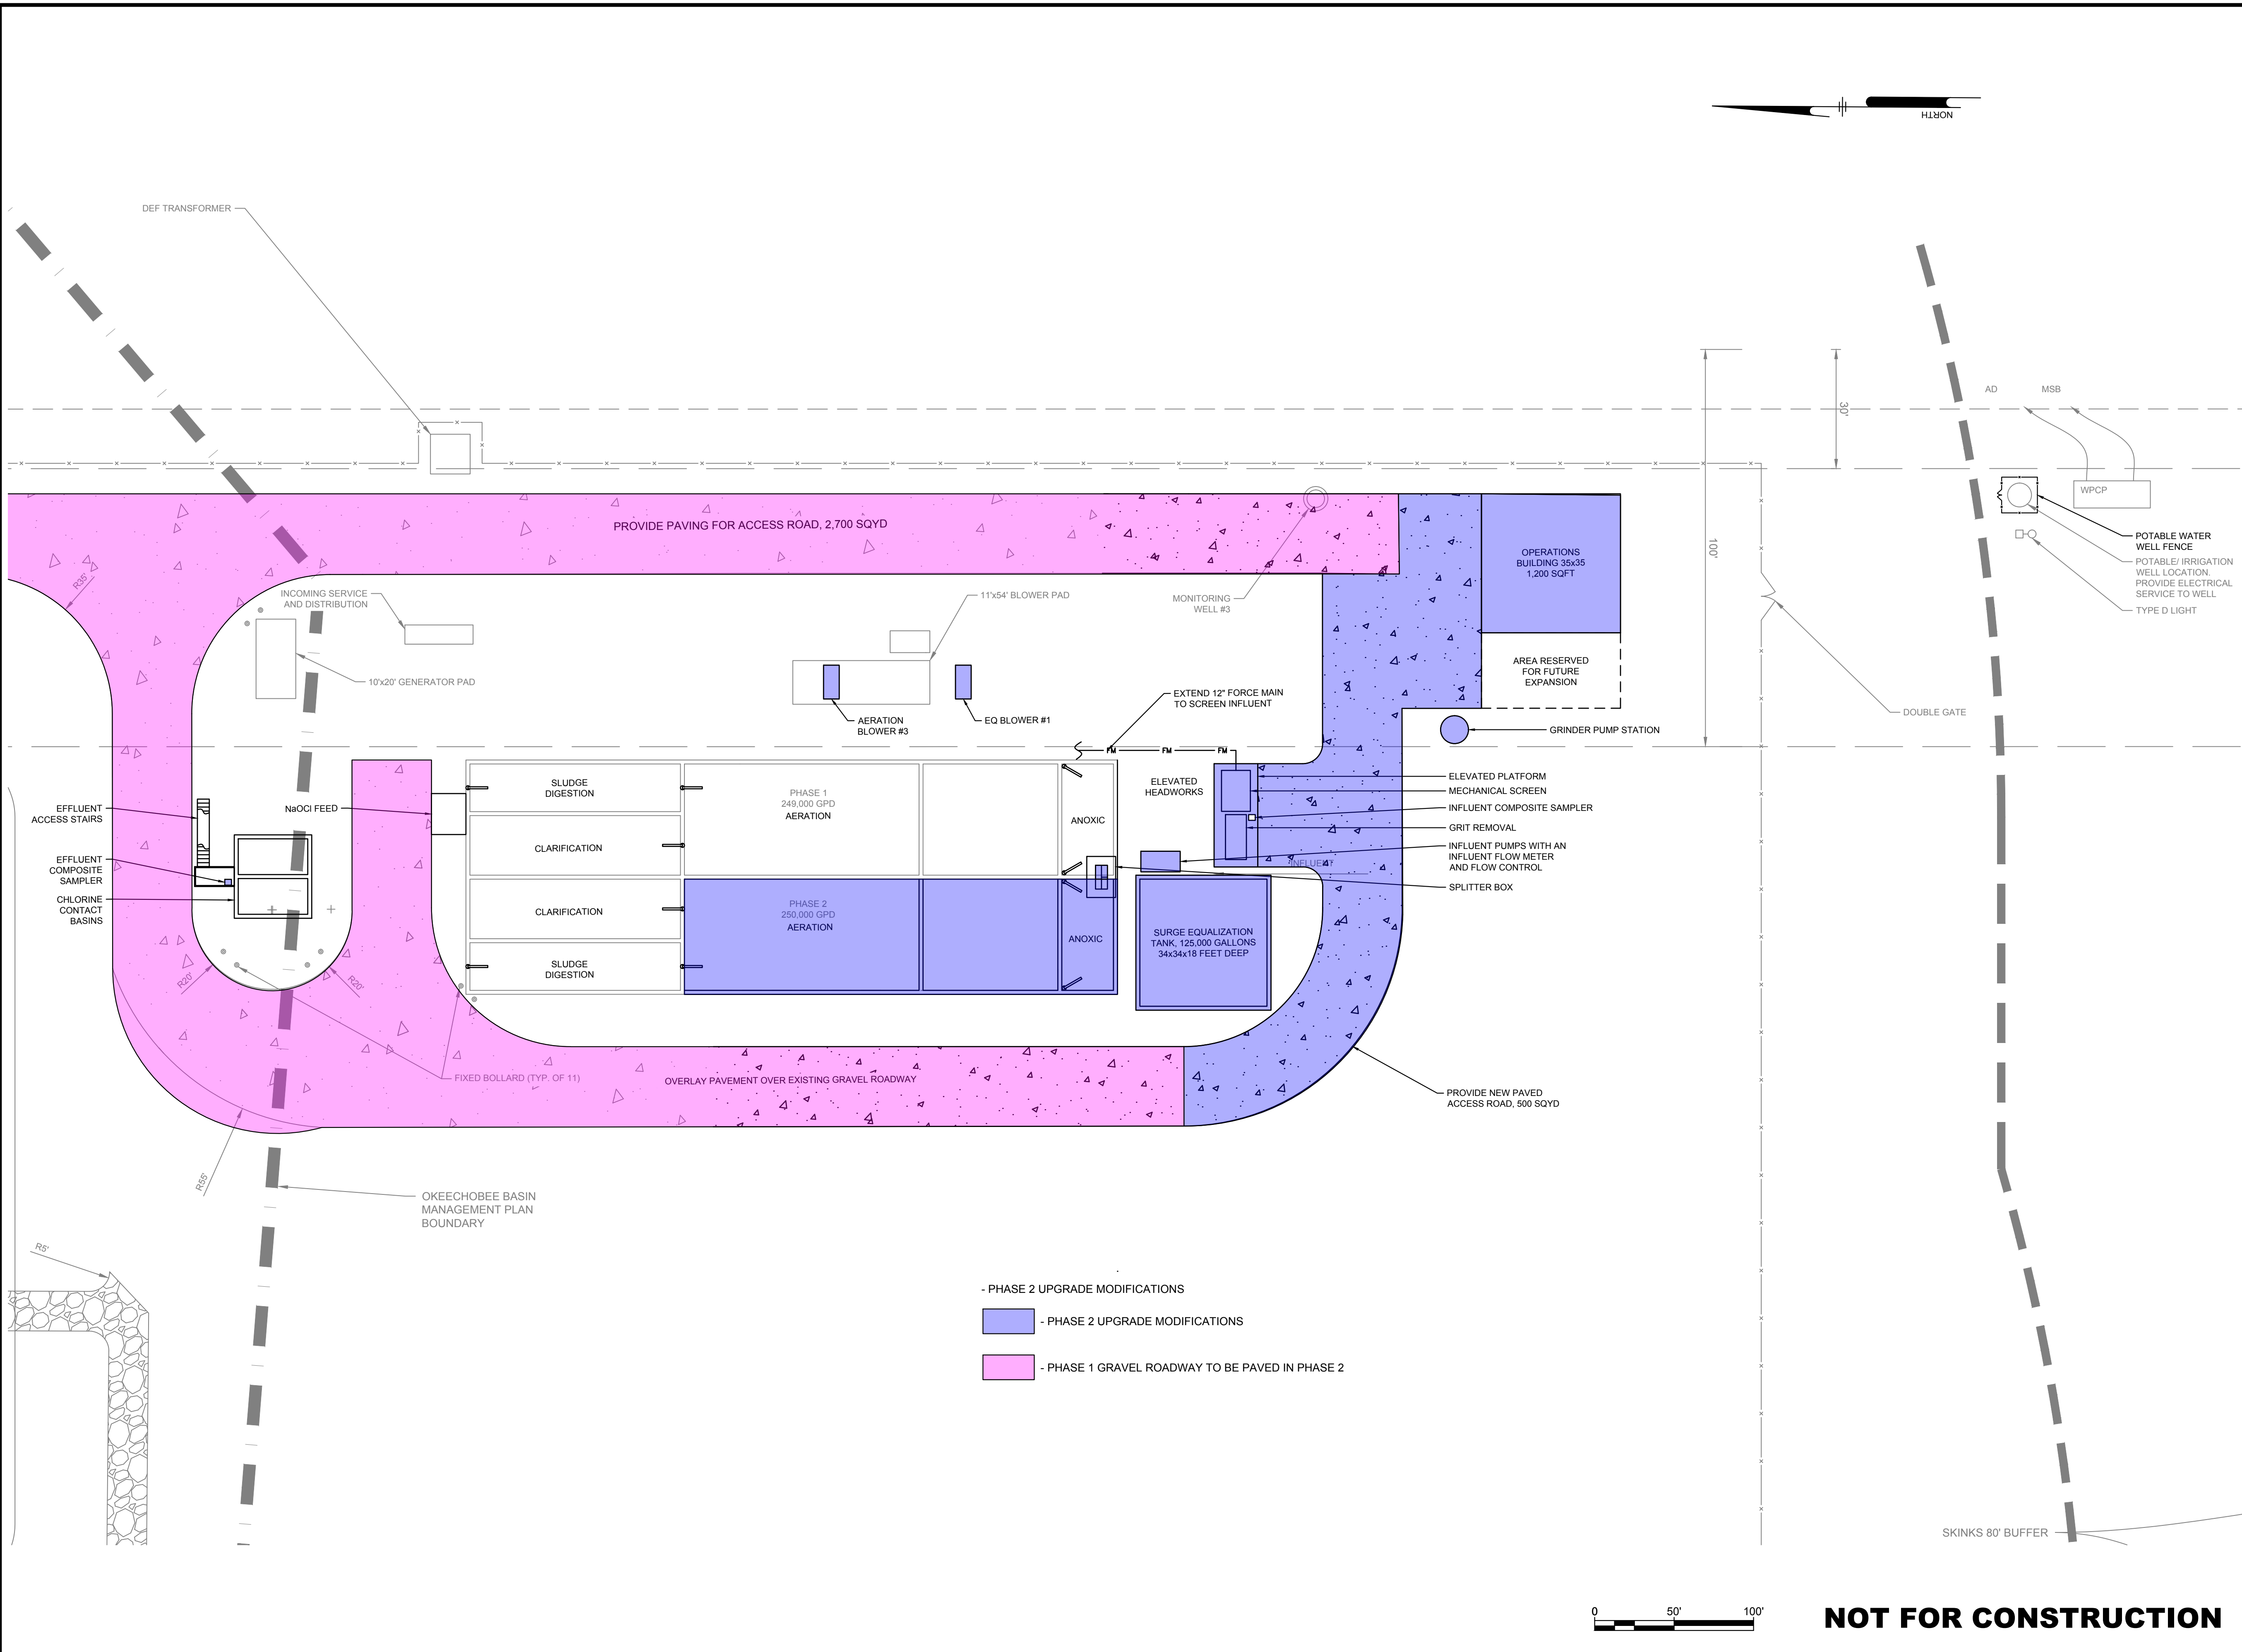 NORTH
DEF TRANSFORMER
AD
MSB
30'
100'
WPCP
POTABLE WATER
WELL FENCE
POTABLE/ IRRIGATION
WELL LOCATION.
PROVIDE ELECTRICAL
SERVICE TO WELL
TYPE D LIGHT
PROVIDE PAVING FOR ACCESS ROAD, 2,700 SQYD
OPERATIONS
BUILDING 35x35
1,200 SQFT
R35'
INCOMING SERVICE
AND DISTRIBUTION
11'x54' BLOWER PAD
MONITORING
WELL #3
10'x20' GENERATOR PAD
AREA RESERVED
FOR FUTURE
EXPANSION
EXTEND 12" FORCE MAIN
TO SCREEN INFLUENT
AERATION
BLOWER #3
EQ BLOWER #1
DOUBLE GATE
GRINDER PUMP STATION
FM
FM
FM
ELEVATED
HEADWORKS
ELEVATED PLATFORM
MECHANICAL SCREEN
INFLUENT COMPOSITE SAMPLER
GRIT REMOVAL
INFLUENT PUMPS WITH AN
INFLUENT FLOW METER
AND FLOW CONTROL
INFLUENT
SPLITTER BOX
EFFLUENT
ACCESS STAIRS
NaOCl FEED
SLUDGE
DIGESTION
PHASE 1
249,000 GPD
AERATION
ANOXIC
CLARIFICATION
EFFLUENT
COMPOSITE
SAMPLER
CHLORINE
CONTACT
BASINS
CLARIFICATION
PHASE 2
250,000 GPD
AERATION
ANOXIC
SURGE EQUALIZATION
TANK, 125,000 GALLONS
34x34x18 FEET DEEP
SLUDGE
DIGESTION
R20'
R20'
FIXED BOLLARD (TYP. OF 11)
OVERLAY PAVEMENT OVER EXISTING GRAVEL ROADWAY
PROVIDE NEW PAVED
ACCESS ROAD, 500 SQYD
R55'
OKEECHOBEE BASIN
MANAGEMENT PLAN
BOUNDARY
R5'
- PHASE 2 UPGRADE MODIFICATIONS
- PHASE 2 UPGRADE MODIFICATIONS
- PHASE 1 GRAVEL ROADWAY TO BE PAVED IN PHASE 2
SKINKS 80' BUFFER
0 50' 100'
NOT FOR CONSTRUCTION